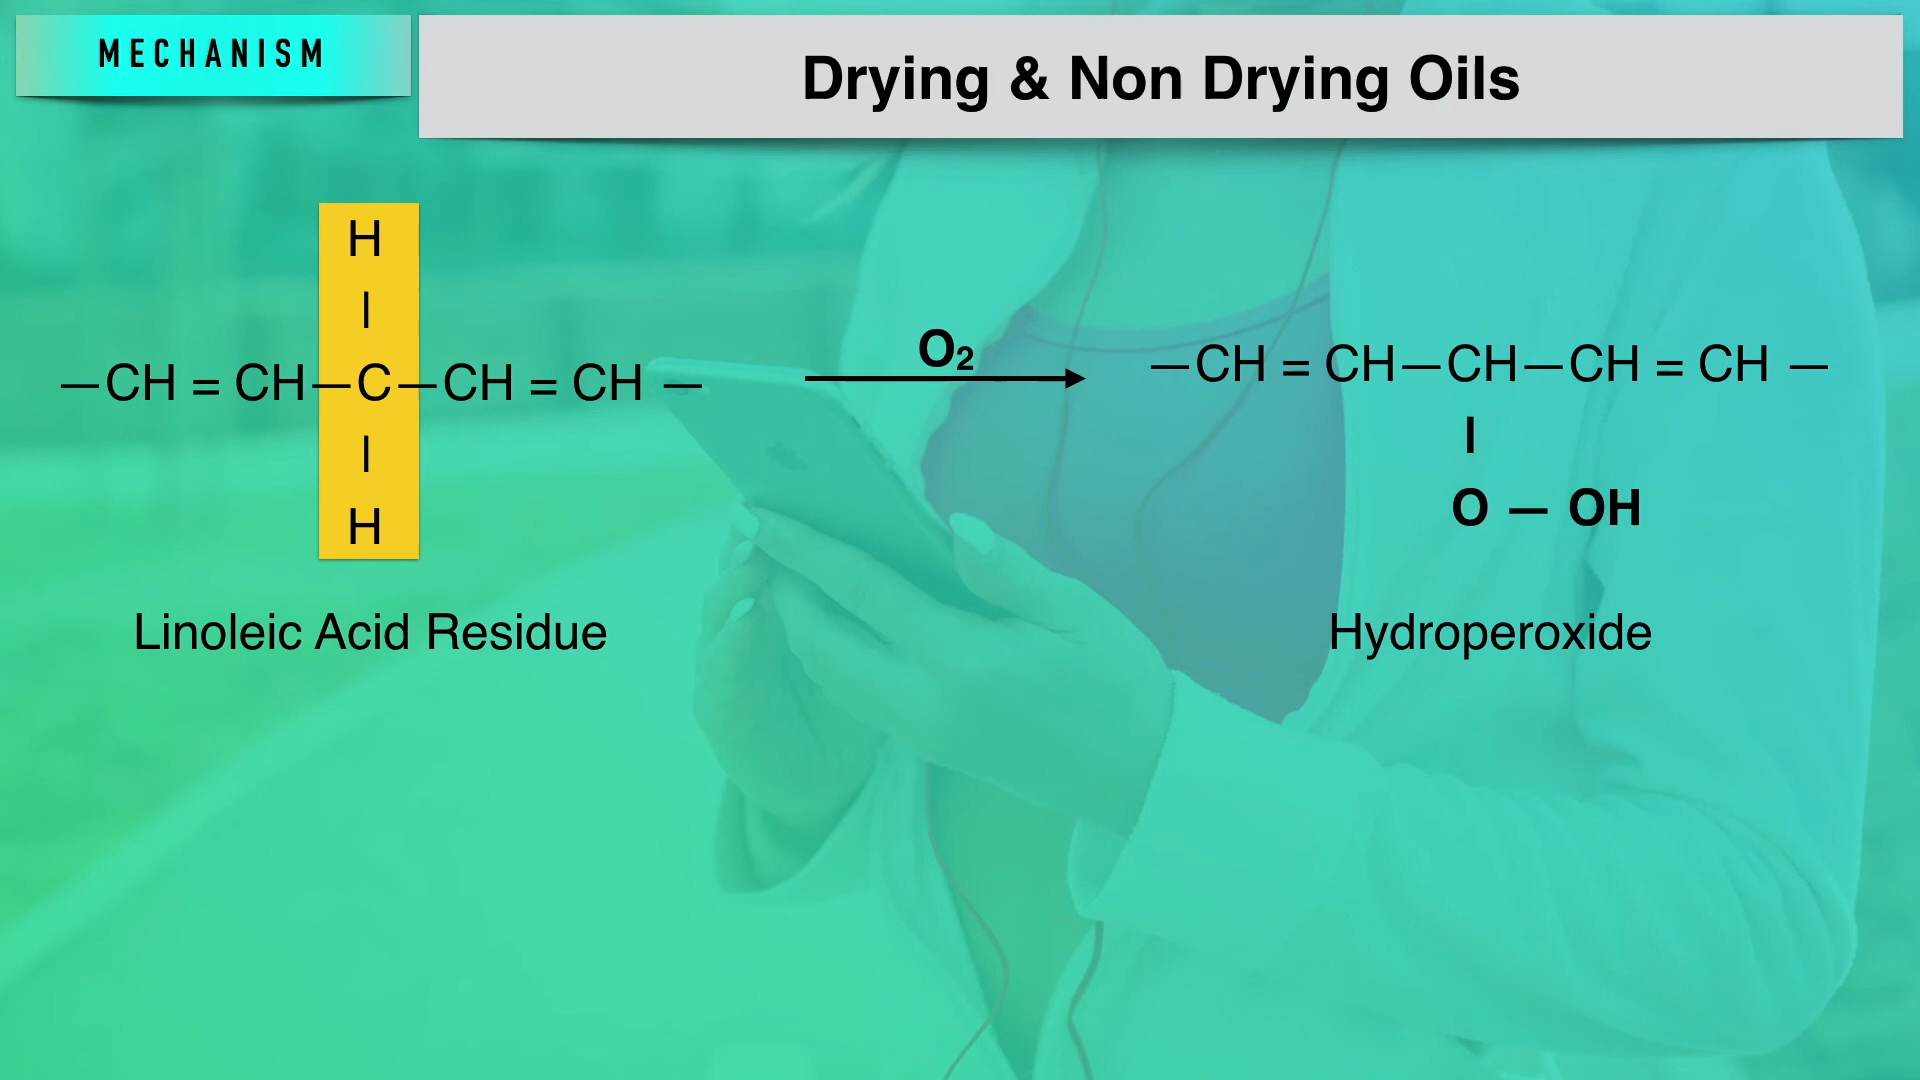 MECHANISM
Drying & Non Drying Oils
H
I
—CH = CH—C—CH = CH —
I
H
Linoleic Acid Residue
O₂
—CH = CH—CH—CH = CH —
I
O — OH
Hydroperoxide